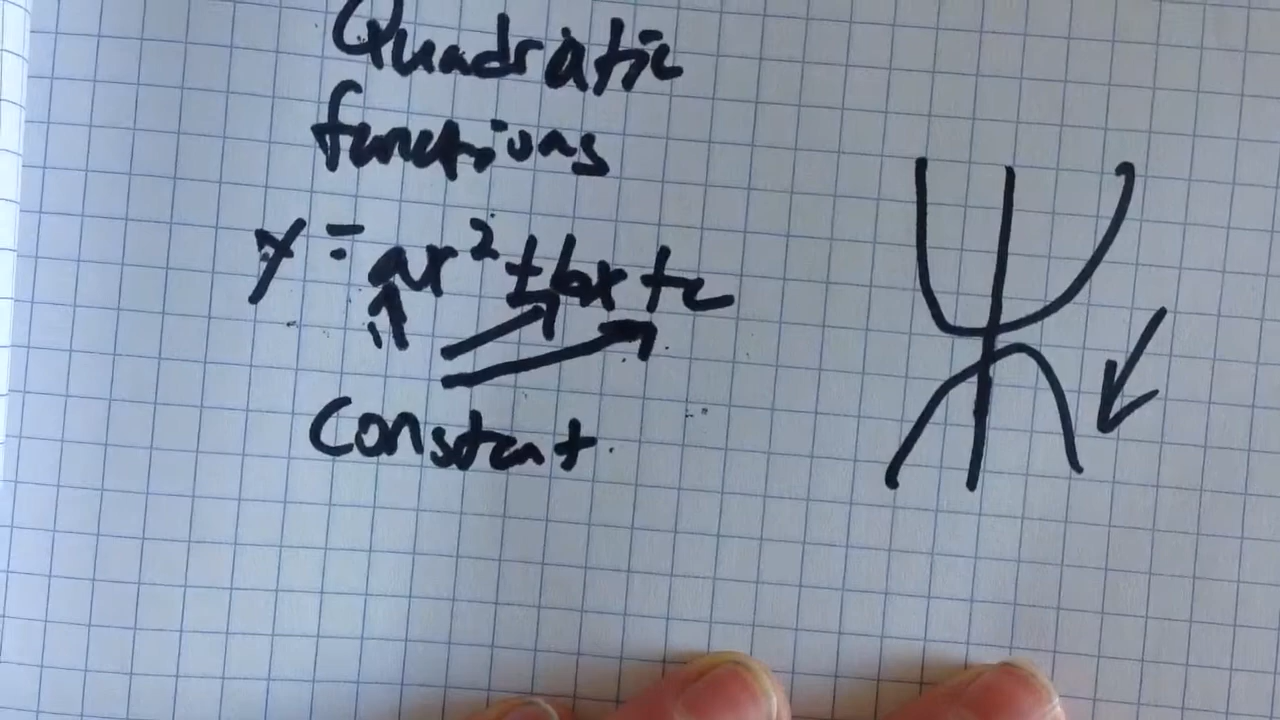 Quadratic
functions
y = ax² + bx + c
Constant.